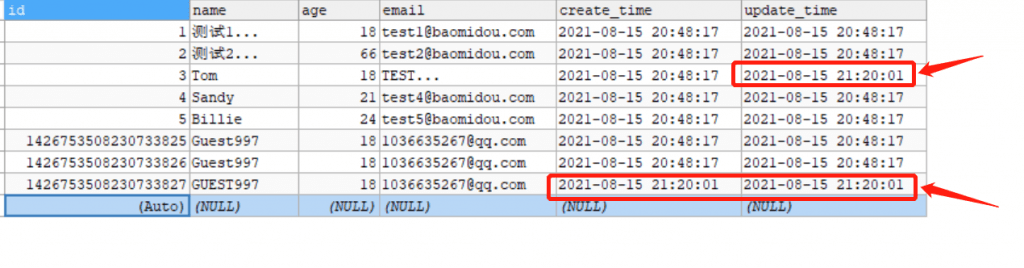 id name age email create_time update_time
1 测试1... 18 test1@baomidou.com 2021-08-15 20:48:17 2021-08-15 20:48:17
2 测试2... 66 test2@baomidou.com 2021-08-15 20:48:17 2021-08-15 20:48:17
3 Tom 18 TEST... 2021-08-15 20:48:17 2021-08-15 21:20:01
4 Sandy 21 test4@baomidou.com 2021-08-15 20:48:17 2021-08-15 20:48:17
5 Billie 24 test5@baomidou.com 2021-08-15 20:48:17 2021-08-15 20:48:17
1426753508230733825 Guest997 18 1036635267@qq.com 2021-08-15 20:48:17 2021-08-15 20:48:17
1426753508230733826 Guest997 18 1036635267@qq.com 2021-08-15 20:48:17 2021-08-15 20:48:17
1426753508230733827 GUEST997 18 1036635267@qq.com 2021-08-15 21:20:01 2021-08-15 21:20:01
(Auto) (NULL) (NULL) (NULL) (NULL) (NULL)